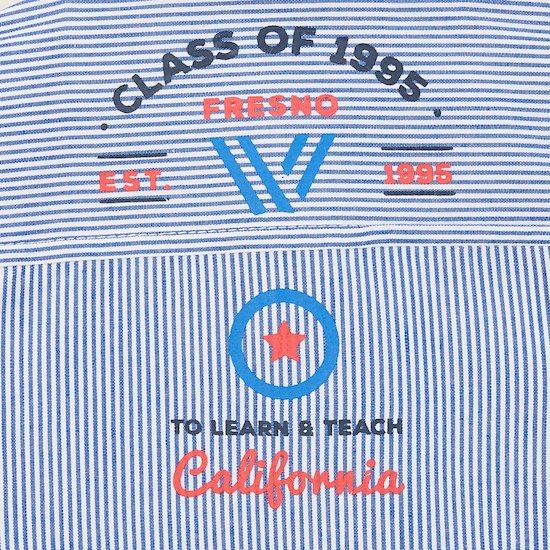 CLASS OF 1995
FRESNO
EST. 1995
TO LEARN & TEACH
California